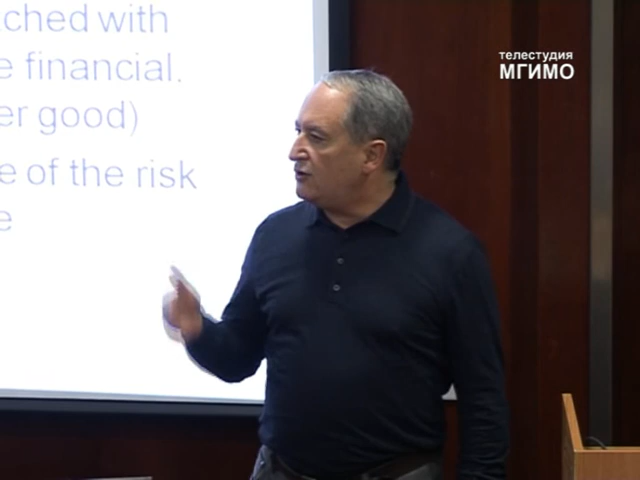 ched with
e financial.
er good)
e of the risk
e
телестудия
МГИМО